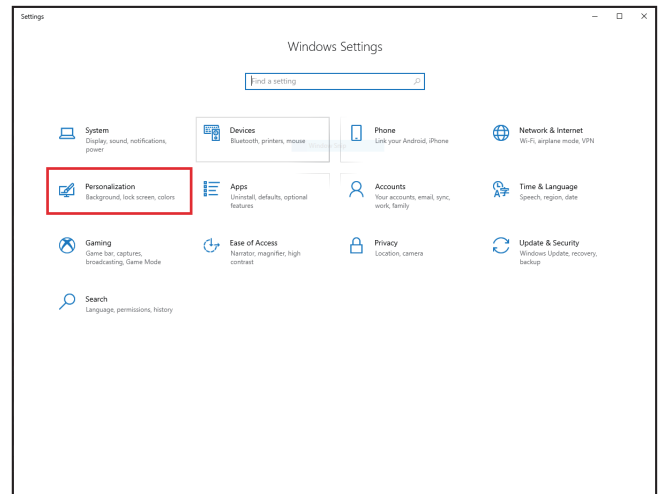 Settings
Windows Settings
Find a setting
System
Display, sound, notifications,
power
Devices
Bluetooth, printers, mouse
Phone
Link your Android, iPhone
Network & Internet
Wi-Fi, airplane mode, VPN
Personalization
Background, lock screen, colors
Apps
Uninstall, defaults, optional
features
Accounts
Your accounts, email, sync,
work, family
Time & Language
Speech, region, date
Gaming
Game bar, captures,
broadcasting, Game Mode
Ease of Access
Narrator, magnifier, high
contrast
Privacy
Location, camera
Update & Security
Windows Update, recovery,
backup
Search
Language, permissions, history